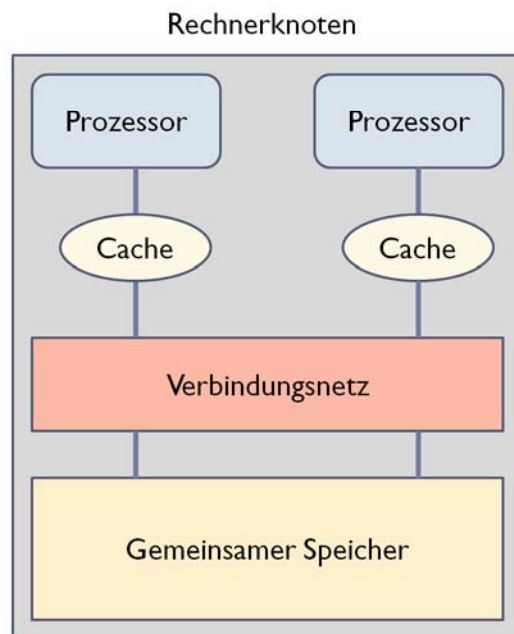 Rechnerknoten
Prozessor
Prozessor
Cache
Cache
Verbindungsnetz
Gemeinsamer Speicher